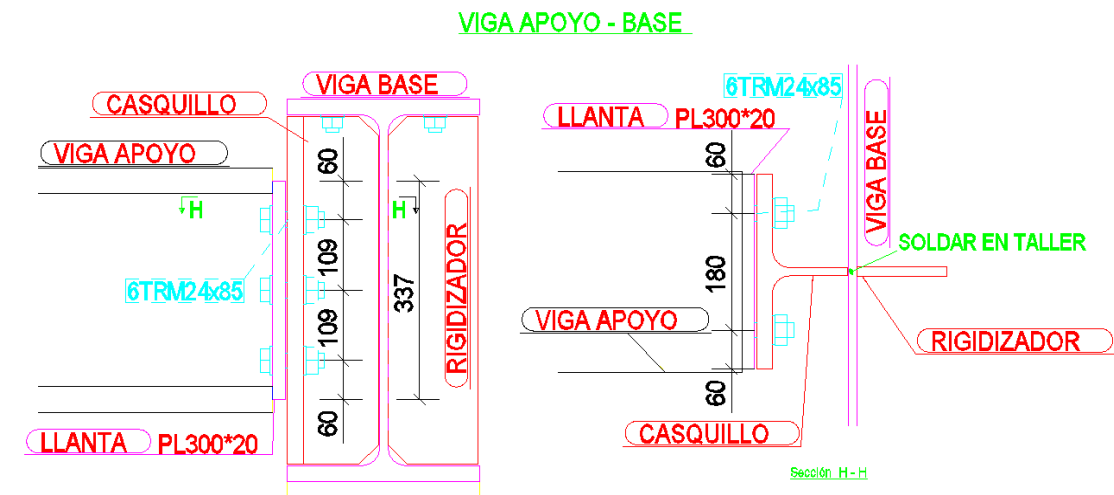 VIGA APOYO - BASE
VIGA BASE
CASQUILLO
VIGA APOYO
60
H
H
109
337
109
60
RIGIDIZADOR
6TRM24x85
LLANTA PL300*20
6TRM24x85
LLANTA PL300*20
60
180
60
VIGA BASE
SOLDAR EN TALLER
VIGA APOYO
RIGIDIZADOR
CASQUILLO
Sección H - H